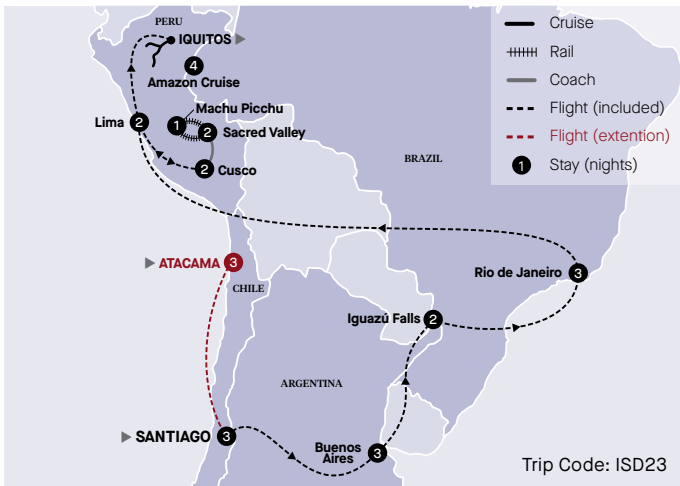 PERU
IQUITOS
4
Amazon Cruise
Machu Picchu
1
2
Sacred Valley
Lima
2
2
Cusco
BRAZIL
Cruise
Rail
Coach
Flight (included)
Flight (extention)
1
Stay (nights)
ATACAMA
3
CHILE
Rio de Janeiro
3
Iguazú Falls
2
ARGENTINA
SANTIAGO
3
Buenos
Aires
3
Trip Code: ISD23